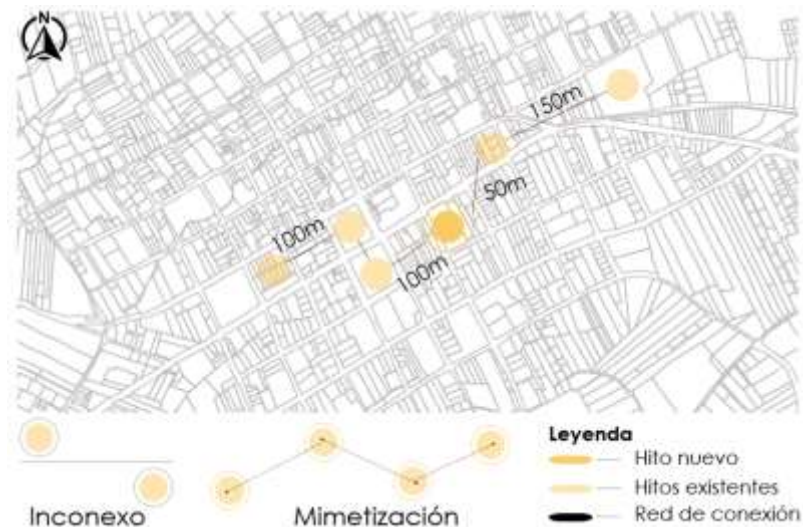 N
150m
50m
100m
100m
Inconexo
Mimetización
Leyenda
Hito nuevo
Hitos existentes
Red de conexión